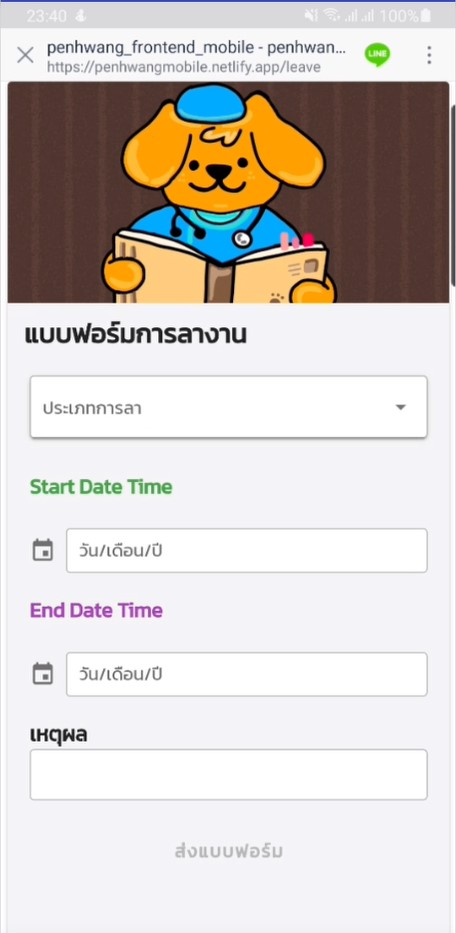 23:40
100%
penhwang_frontend_mobile - penhwan...
LINE
https://penhwangmobile.netlify.app/leave
แบบฟอร์มการลางาน
ประเภทการลา
Start Date Time
วัน/เดือน/ปี
End Date Time
วัน/เดือน/ปี
เหตุผล
ส่งแบบฟอร์ม